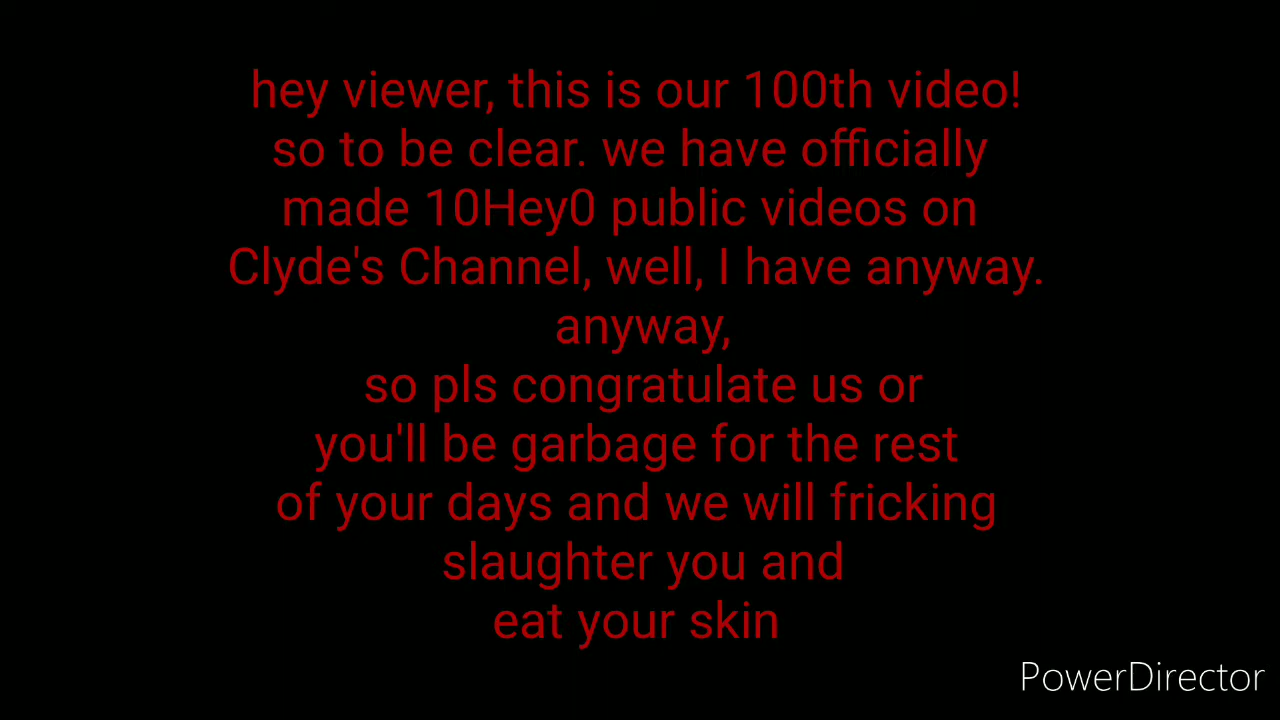 hey viewer, this is our 100th video!
so to be clear. we have officially
made 10Hey0 public videos on
Clyde's Channel, well, I have anyway.
anyway,
so pls congratulate us or
you'll be garbage for the rest
of your days and we will fricking
slaughter you and
eat your skin
PowerDirector